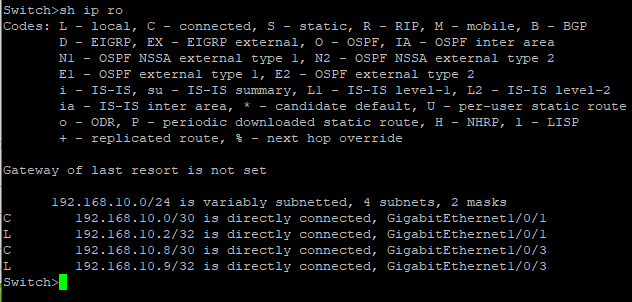 Switch>sh ip ro
Codes: L - local, C - connected, S - static, R - RIP, M - mobile, B - BGP
       D - EIGRP, EX - EIGRP external, O - OSPF, IA - OSPF inter area
       N1 - OSPF NSSA external type 1, N2 - OSPF NSSA external type 2
       E1 - OSPF external type 1, E2 - OSPF external type 2
       i - IS-IS, su - IS-IS summary, L1 - IS-IS level-1, L2 - IS-IS level-2
       ia - IS-IS inter area, * - candidate default, U - per-user static route
       o - ODR, P - periodic downloaded static route, H - NHRP, l - LISP
       + - replicated route, % - next hop override

Gateway of last resort is not set

      192.168.10.0/24 is variably subnetted, 4 subnets, 2 masks
C        192.168.10.0/30 is directly connected, GigabitEthernet1/0/1
L        192.168.10.2/32 is directly connected, GigabitEthernet1/0/1
C        192.168.10.8/30 is directly connected, GigabitEthernet1/0/3
L        192.168.10.9/32 is directly connected, GigabitEthernet1/0/3
Switch>